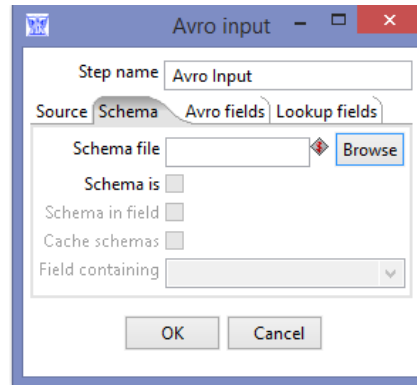 Avro input
Step name Avro Input
Source Schema Avro fields Lookup fields
Schema file Browse
Schema is
Schema in field
Cache schemas
Field containing
OK Cancel